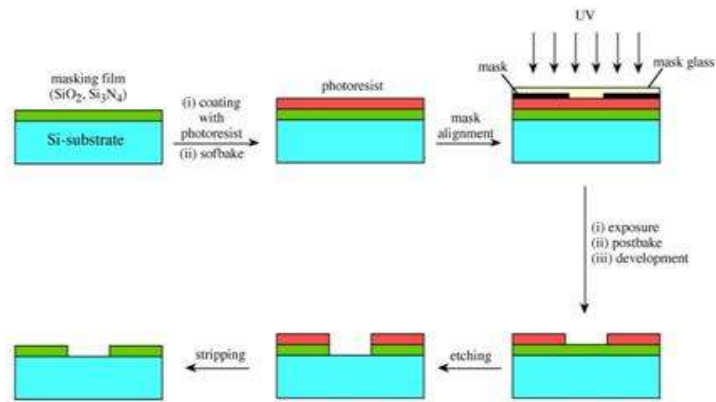 UV
masking film
(SiO2, Si3N4)
Si-substrate
(i) coating
with
photoresist
(ii) sofbake
photoresist
mask
alignment
mask
mask glass
(i) exposure
(ii) postbake
(iii) development
stripping
etching